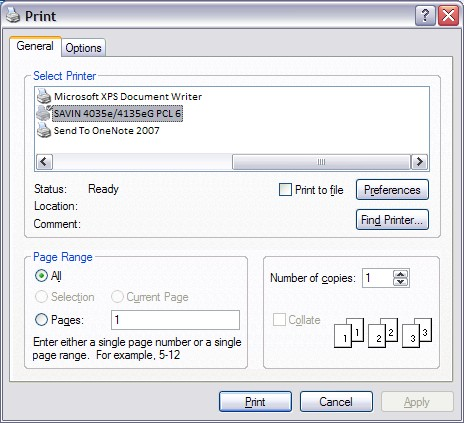 Print
General Options
Select Printer
Microsoft XPS Document Writer
SAVIN 4035e/4135eG PCL 6
Send To OneNote 2007
Status: Ready
Location:
Comment:
Print to file
Preferences
Find Printer...
Page Range
All
Selection Current Page
Pages: 1
Enter either a single page number or a single
page range. For example, 5-12
Number of copies: 1
Collate
1 1 2 2 3 3
Print Cancel Apply